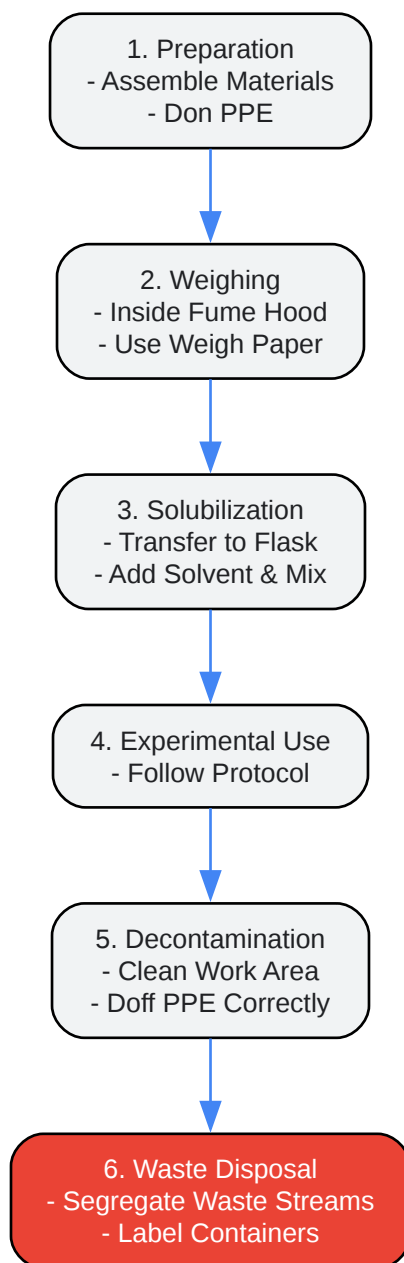 1. Preparation
- Assemble Materials
- Don PPE
2. Weighing
- Inside Fume Hood
- Use Weigh Paper
3. Solubilization
- Transfer to Flask
- Add Solvent & Mix
4. Experimental Use
- Follow Protocol
5. Decontamination
- Clean Work Area
- Doff PPE Correctly
6. Waste Disposal
- Segregate Waste Streams
- Label Containers